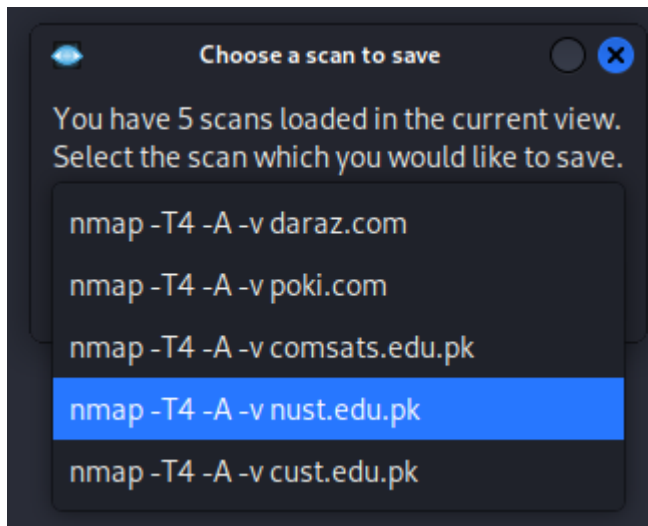 Choose a scan to save
You have 5 scans loaded in the current view.
Select the scan which you would like to save.
nmap -T4 -A -v daraz.com
nmap -T4 -A -v poki.com
nmap -T4 -A -v comsats.edu.pk
nmap -T4 -A -v nust.edu.pk
nmap -T4 -A -v cust.edu.pk